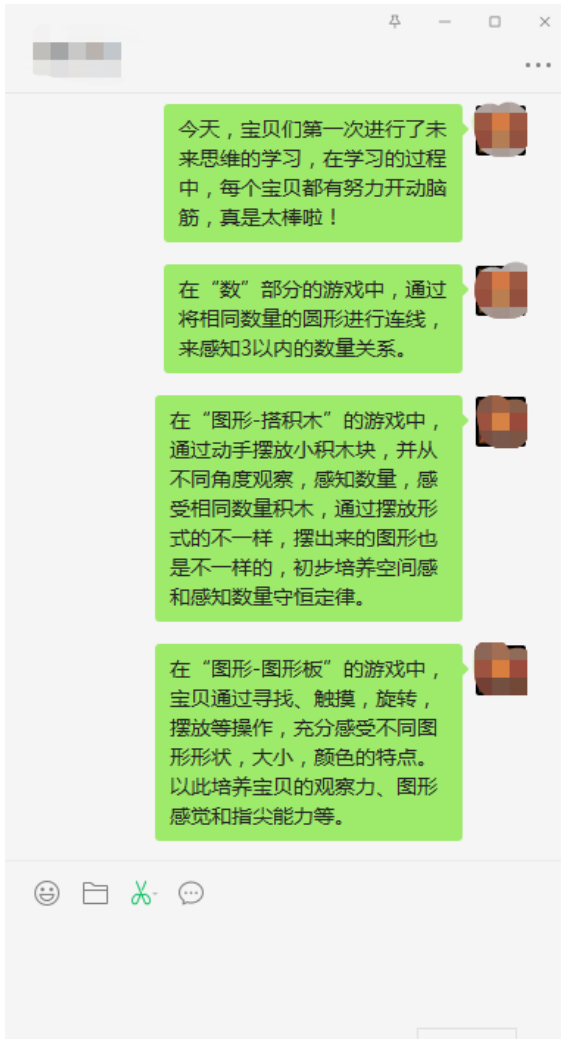 今天，宝贝们第一次进行了未
来思维的学习，在学习的过程
中，每个宝贝都有努力开动脑
筋，真是太棒啦！
在“数”部分的游戏中，通过
将相同数量的圆形进行连线，
来感知3以内的数量关系。
在“图形-搭积木”的游戏中，
通过动手摆放小积木块，并从
不同角度观察，感知数量，感
受相同数量积木，通过摆放形
式的不一样，摆出来的图形也
是不一样的，初步培养空间感
和感知数量守恒定律。
在“图形-图形板”的游戏中，
宝贝通过寻找、触摸，旋转，
摆放等操作，充分感受不同图
形形状，大小，颜色的特点。
以此培养宝贝的观察力、图形
感觉和指尖能力等。